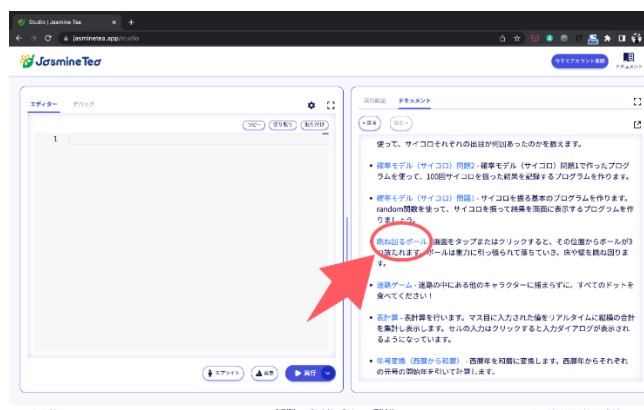 Studio | Jasmine Tea
jasminetea.app/studio
Jasmine Tea
今すぐアカウント登録
ドキュメント
エディター デバッグ
コピー 切り取り 貼り付け
1
スプライト
背景
実行
実行画面 ドキュメント
< 戻る
進む >
使って、サイコロそれぞれの出目が何回あったのかを数えます。
• 確率モデル（サイコロ）問題2 - 確率モデル（サイコロ）問題1で作ったプログ
ラムを使って、100回サイコロを振った結果を記録するプログラムを作ります。
• 確率モデル（サイコロ）問題1 - サイコロを振る基本のプログラムを作ります。
random関数を使って、サイコロを振って結果を画面に表示するプログラムを作
りましょう。
跳ね回るボール - 画面をタップまたはクリックすると、その位置からボールが3
つ放たれます。ボールは重力に引っ張られて落ちていき、床や壁を跳ね回りま
す。
• 迷路ゲーム - 迷路の中にある他のキャラクターに捕まらずに、すべてのドットを
食べてください！
• 表計算 - 表計算を行います。マス目に入力された値をリアルタイムに縦横の合計
を集計し表示します。セルの入力はクリックすると入力ダイアログが表示され
るようになっています。
• 年号変換（西暦から和暦） - 西暦年を和暦に変換します。西暦年からそれぞれ
の元号の開始年を引いて計算します。